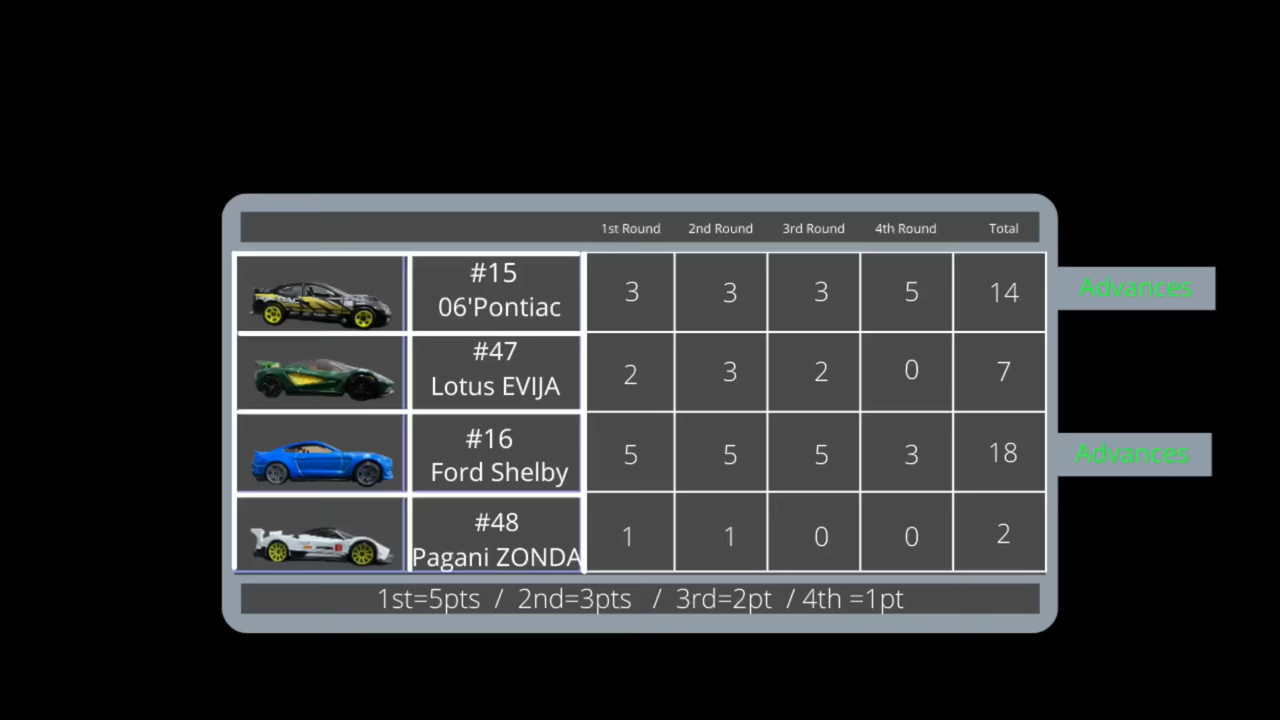 1st Round 2nd Round 3rd Round 4th Round Total
#15
06'Pontiac
3 3 3 5 14
Advances
#47
Lotus EVIJA
2 3 2 0 7
#16
Ford Shelby
5 5 5 3 18
Advances
#48
Pagani ZONDA
1 1 0 0 2
1st=5pts / 2nd=3pts / 3rd=2pt / 4th =1pt